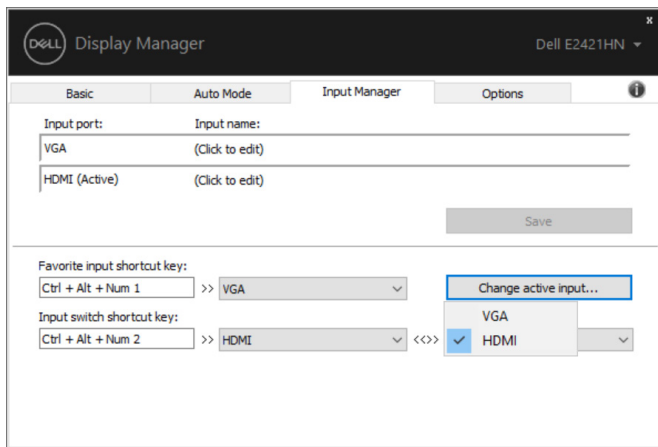 x
DELL Display Manager Dell E2421HN
Basic Auto Mode Input Manager Options i
Input port: Input name:
VGA (Click to edit)
HDMI (Active) (Click to edit)
Save
Favorite input shortcut key:
Ctrl + Alt + Num 1 >> VGA Change active input...
Input switch shortcut key:
VGA
Ctrl + Alt + Num 2 >> HDMI <<>> HDMI